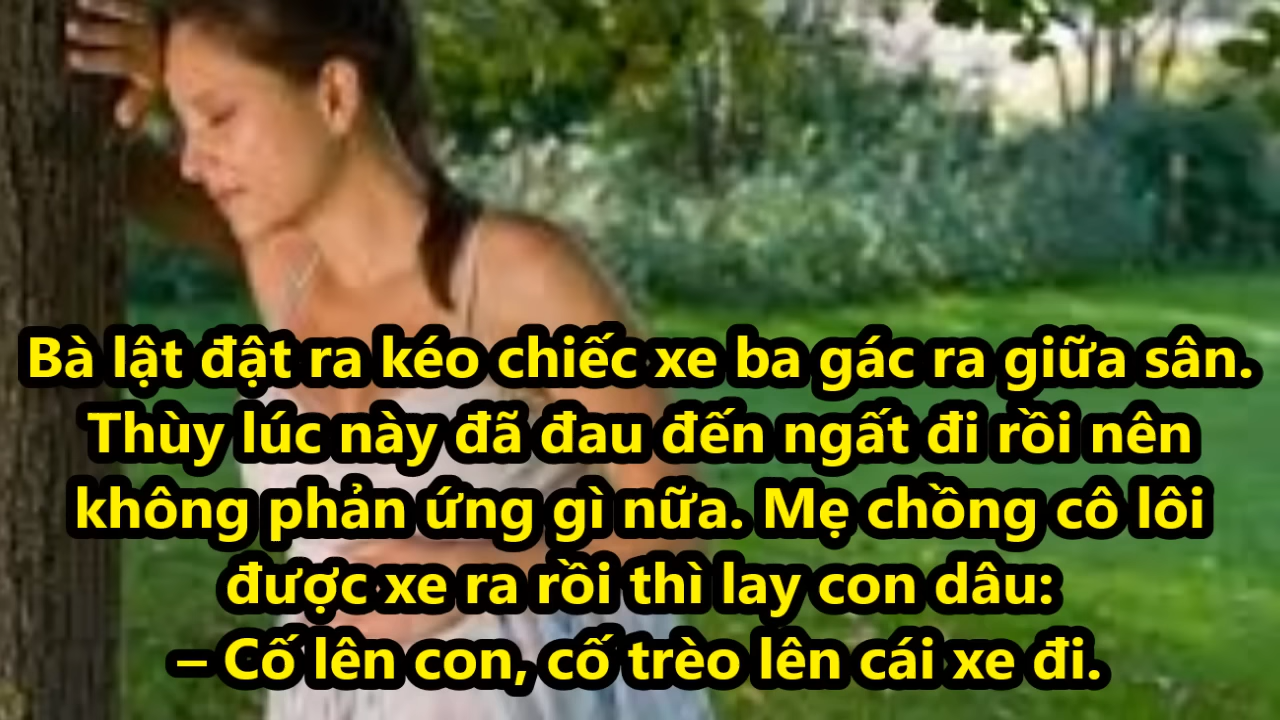 Bà lật đật ra kéo chiếc xe ba gác ra giữa sân.
Thùy lúc này đã đau đến ngất đi rồi nên
không phản ứng gì nữa. Mẹ chồng cô lôi
được xe ra rồi thì lay con dâu:
– Cố lên con, cố trèo lên cái xe đi.